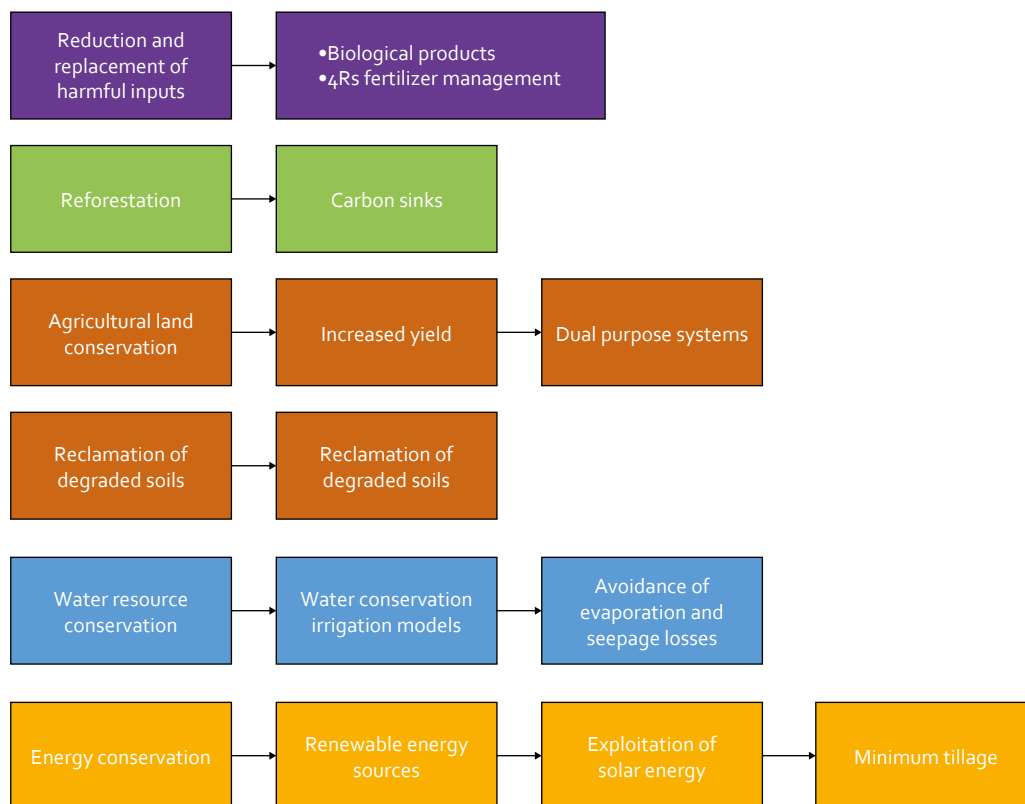 Reduction and
replacement of
harmful inputs
•Biological products
•4Rs fertilizer management
Reforestation
Carbon sinks
Agricultural land
conservation
Increased yield
Dual purpose systems
Reclamation of
degraded soils
Reclamation of
degraded soils
Water resource
conservation
Water conservation
irrigation models
Avoidance of
evaporation and
seepage losses
Energy conservation
Renewable energy
sources
Exploitation of
solar energy
Minimum tillage